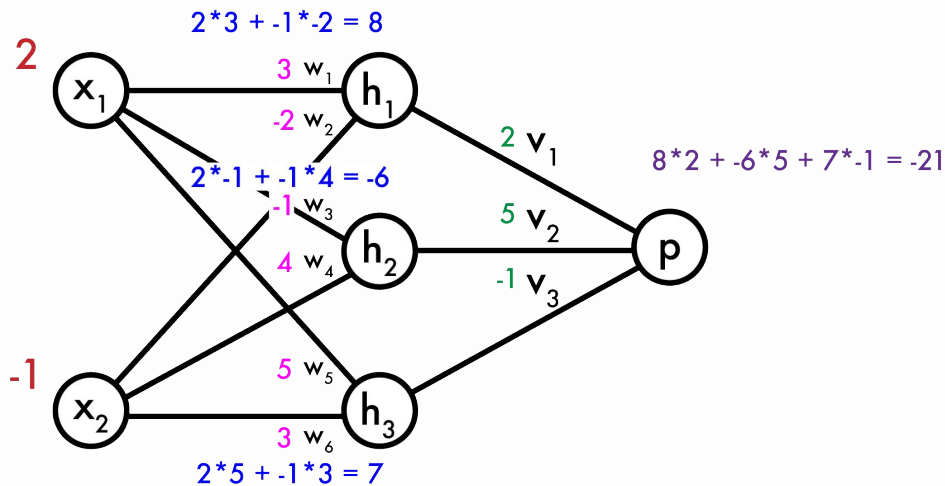 2*3 + -1*-2 = 8
2
x₁
3 w₁
h₁
-2 w₂
2 v₁
8*2 + -6*5 + 7*-1 = -21
2*-1 + -1*4 = -6
-1 w₃
5 v₂
h₂
p
4 w₄
-1 v₃
-1
5 w₅
x₂
h₃
3 w₆
2*5 + -1*3 = 7